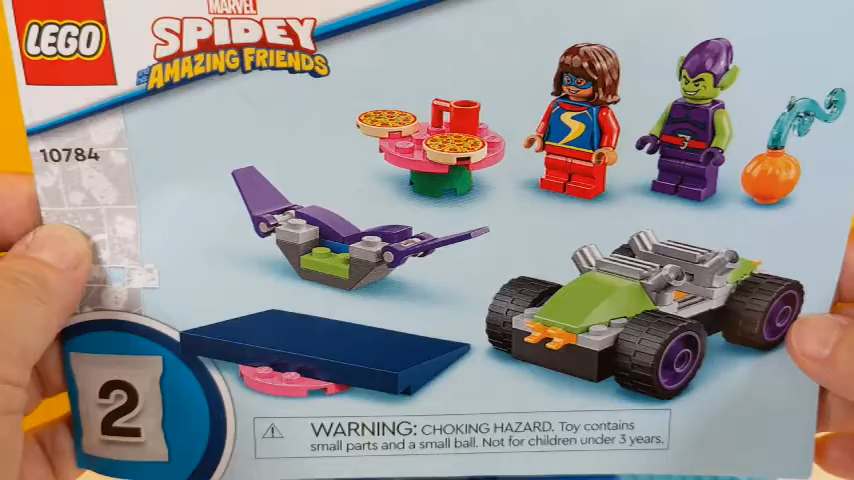 MARVEL
LEGO
SPIDEY
AND HIS
AMAZING FRIENDS
10784
2
WARNING: CHOKING HAZARD. Toy contains
small parts and a small ball. Not for children under 3 years.